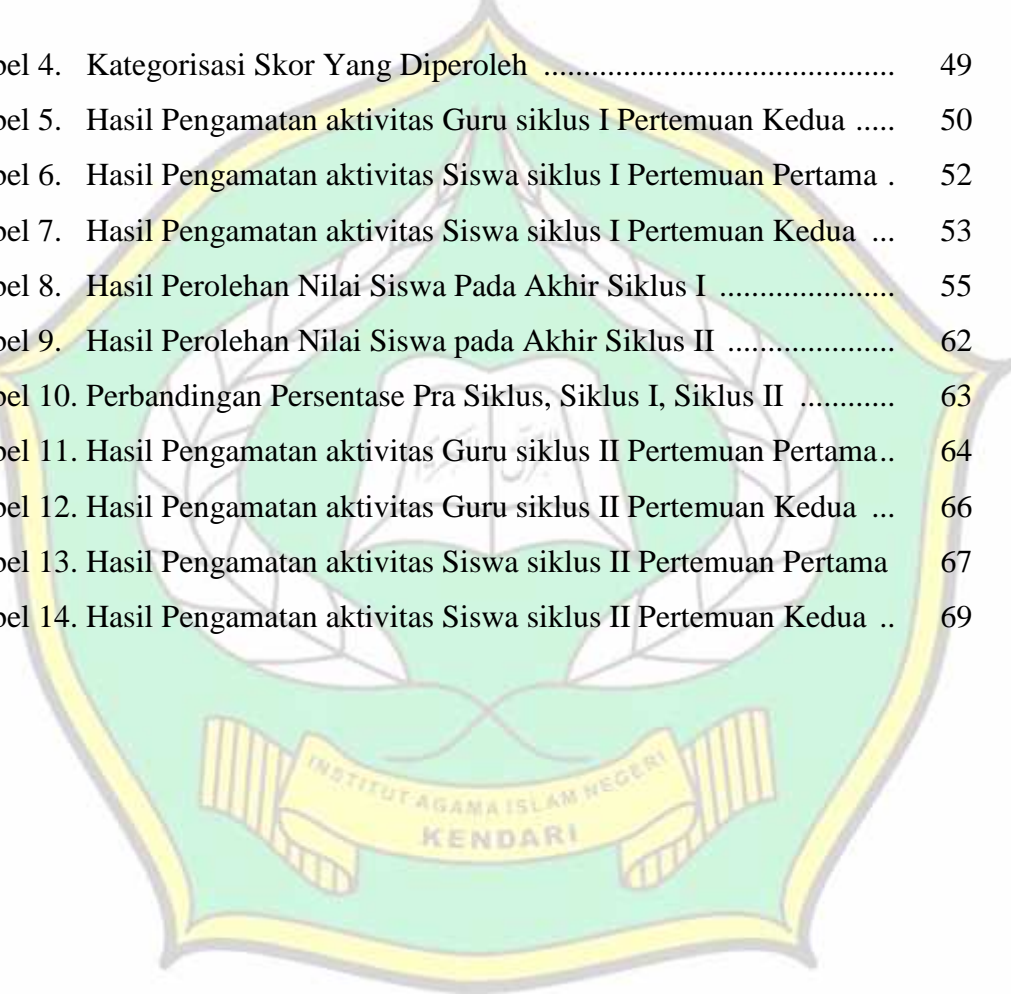 bel 4. Kategorisasi Skor Yang Diperoleh ............................................ 49
bel 5. Hasil Pengamatan aktivitas Guru siklus I Pertemuan Kedua ..... 50
bel 6. Hasil Pengamatan aktivitas Siswa siklus I Pertemuan Pertama . 52
bel 7. Hasil Pengamatan aktivitas Siswa siklus I Pertemuan Kedua ... 53
bel 8. Hasil Perolehan Nilai Siswa Pada Akhir Siklus I ...................... 55
bel 9. Hasil Perolehan Nilai Siswa pada Akhir Siklus II ..................... 62
bel 10. Perbandingan Persentase Pra Siklus, Siklus I, Siklus II ............ 63
bel 11. Hasil Pengamatan aktivitas Guru siklus II Pertemuan Pertama.. 64
bel 12. Hasil Pengamatan aktivitas Guru siklus II Pertemuan Kedua ... 66
bel 13. Hasil Pengamatan aktivitas Siswa siklus II Pertemuan Pertama 67
bel 14. Hasil Pengamatan aktivitas Siswa siklus II Pertemuan Kedua .. 69
INSTITUT AGAMA ISLAM NEGERI
KENDARI